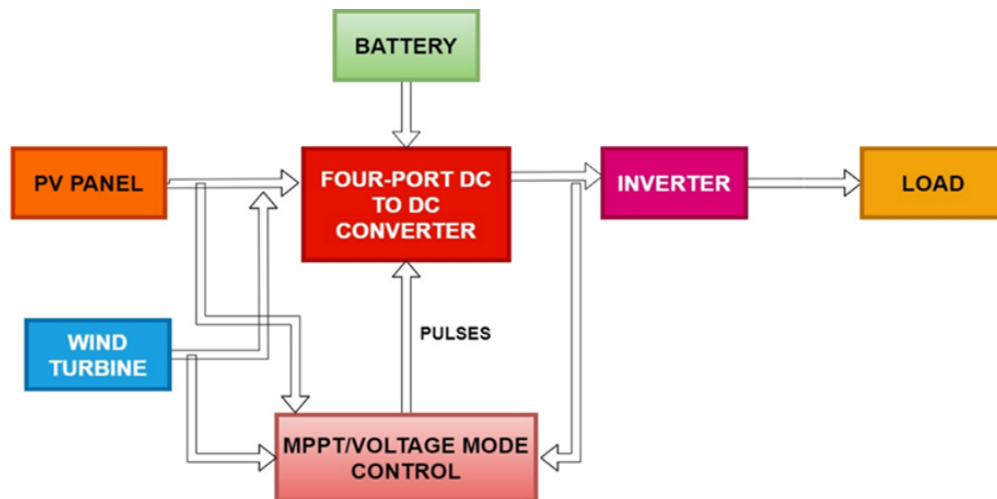 BATTERY
PV PANEL
FOUR-PORT DC
TO DC
CONVERTER
INVERTER
LOAD
WIND
TURBINE
PULSES
MPPT/VOLTAGE MODE
CONTROL